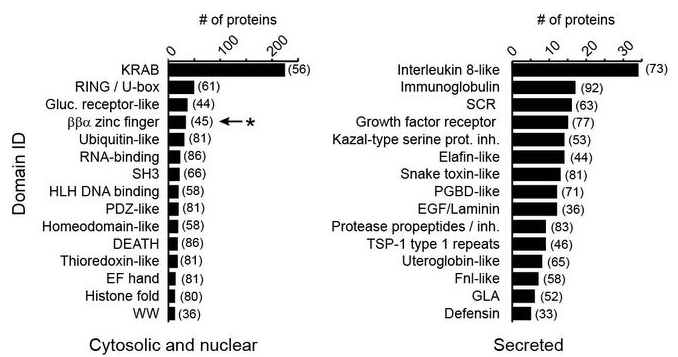 # of proteins
0 100 200
KRAB (56)
RING / U-box (61)
Gluc. receptor-like (44)
ββα zinc finger (45) *
Ubiquitin-like (81)
RNA-binding (86)
SH3 (66)
HLH DNA binding (58)
PDZ-like (81)
Homeodomain-like (58)
DEATH (86)
Thioredoxin-like (81)
EF hand (81)
Histone fold (80)
WW (36)
Domain ID
Cytosolic and nuclear
# of proteins
0 10 20 30
Interleukin 8-like (73)
Immunoglobulin (92)
SCR (63)
Growth factor receptor (77)
Kazal-type serine prot. inh. (53)
Elafin-like (44)
Snake toxin-like (81)
PGBD-like (71)
EGF/Laminin (36)
Protease propeptides / inh. (83)
TSP-1 type 1 repeats (46)
Uteroglobin-like (65)
FnI-like (58)
GLA (52)
Defensin (33)
Secreted